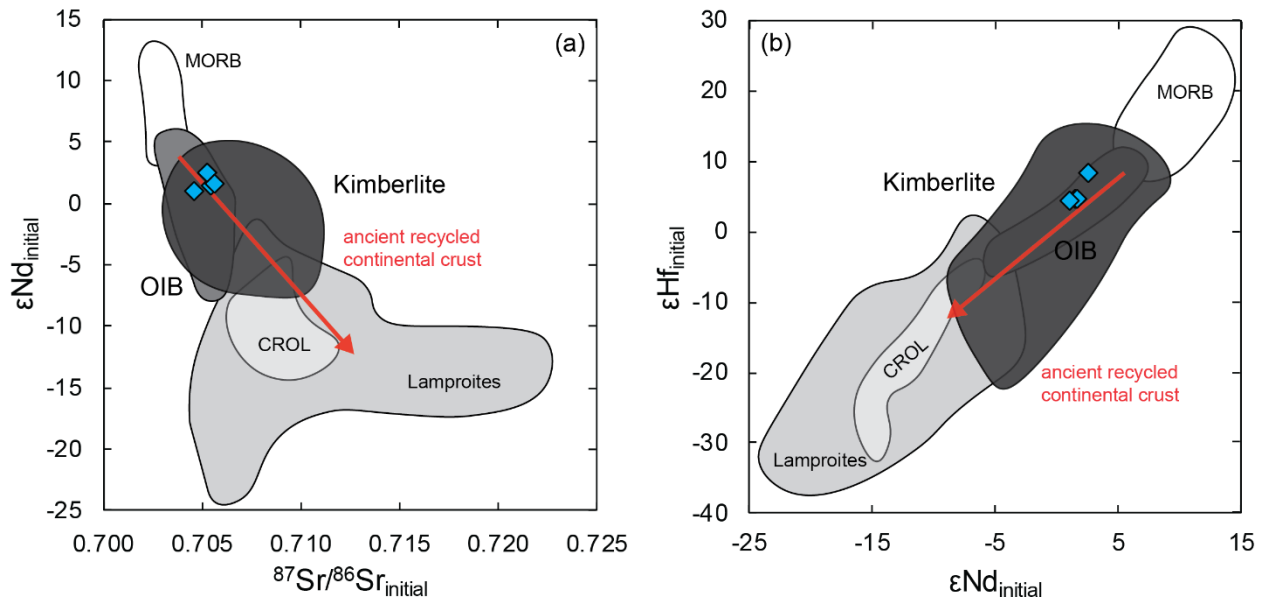 (a)
MORB
Kimberlite
ancient recycled
continental crust
OIB
CROL
Lamproites
15
10
5
0
-5
-10
-15
-20
-25
εNdinitial
0.700 0.705 0.710 0.715 0.720 0.725
87Sr/86Srinitial
(b)
MORB
Kimberlite
OIB
CROL
ancient recycled
continental crust
Lamproites
30
20
10
0
-10
-20
-30
-40
εHfinitial
-25 -15 -5 5 15
εNdinitial